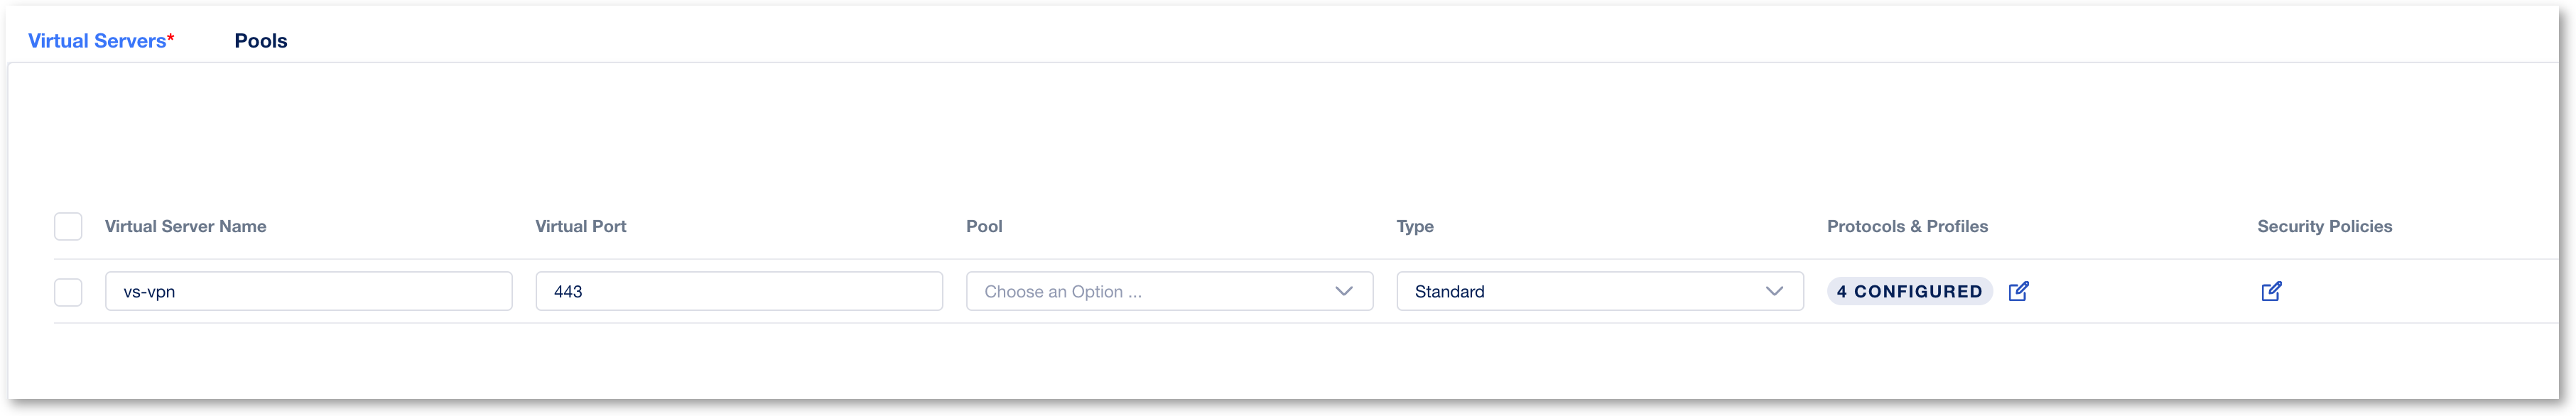 Virtual Servers* Pools
Virtual Server Name Virtual Port Pool Type Protocols & Profiles Security Policies
vs-vpn 443 Choose an Option ... Standard 4 CONFIGURED